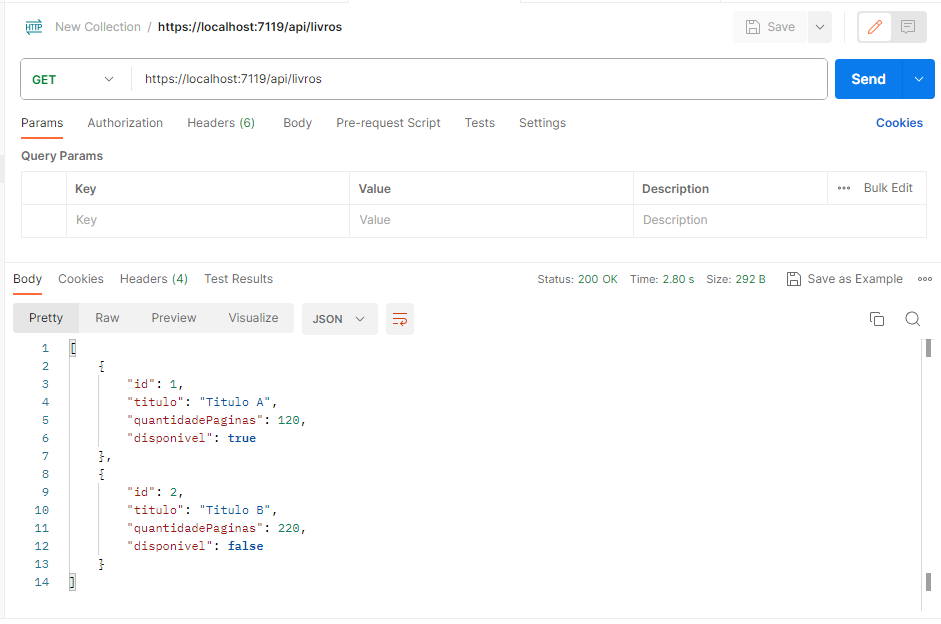 HTTP New Collection / https://localhost:7119/api/livros Save
GET https://localhost:7119/api/livros Send
Params Authorization Headers (6) Body Pre-request Script Tests Settings Cookies
Query Params
Key Value Description ••• Bulk Edit
Key Value Description
Body Cookies Headers (4) Test Results Status: 200 OK Time: 2.80 s Size: 292 B Save as Example
Pretty Raw Preview Visualize JSON
1 [
2 {
3 "id": 1,
4 "titulo": "Titulo A",
5 "quantidadePaginas": 120,
6 "disponivel": true
7 },
8 {
9 "id": 2,
10 "titulo": "Titulo B",
11 "quantidadePaginas": 220,
12 "disponivel": false
13 }
14 ]